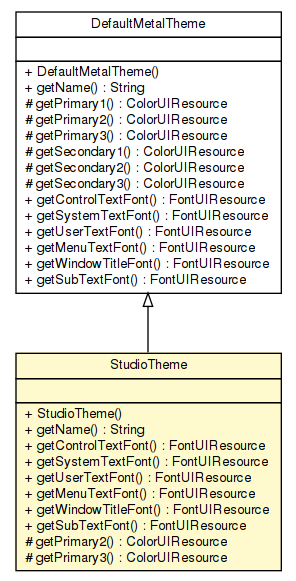 DefaultMetalTheme
+ DefaultMetalTheme()
+ getName() : String
# getPrimary1() : ColorUIResource
# getPrimary2() : ColorUIResource
# getPrimary3() : ColorUIResource
# getSecondary1() : ColorUIResource
# getSecondary2() : ColorUIResource
# getSecondary3() : ColorUIResource
+ getControlTextFont() : FontUIResource
+ getSystemTextFont() : FontUIResource
+ getUserTextFont() : FontUIResource
+ getMenuTextFont() : FontUIResource
+ getWindowTitleFont() : FontUIResource
+ getSubTextFont() : FontUIResource
StudioTheme
+ StudioTheme()
+ getName() : String
+ getControlTextFont() : FontUIResource
+ getSystemTextFont() : FontUIResource
+ getUserTextFont() : FontUIResource
+ getMenuTextFont() : FontUIResource
+ getWindowTitleFont() : FontUIResource
+ getSubTextFont() : FontUIResource
# getPrimary2() : ColorUIResource
# getPrimary3() : ColorUIResource